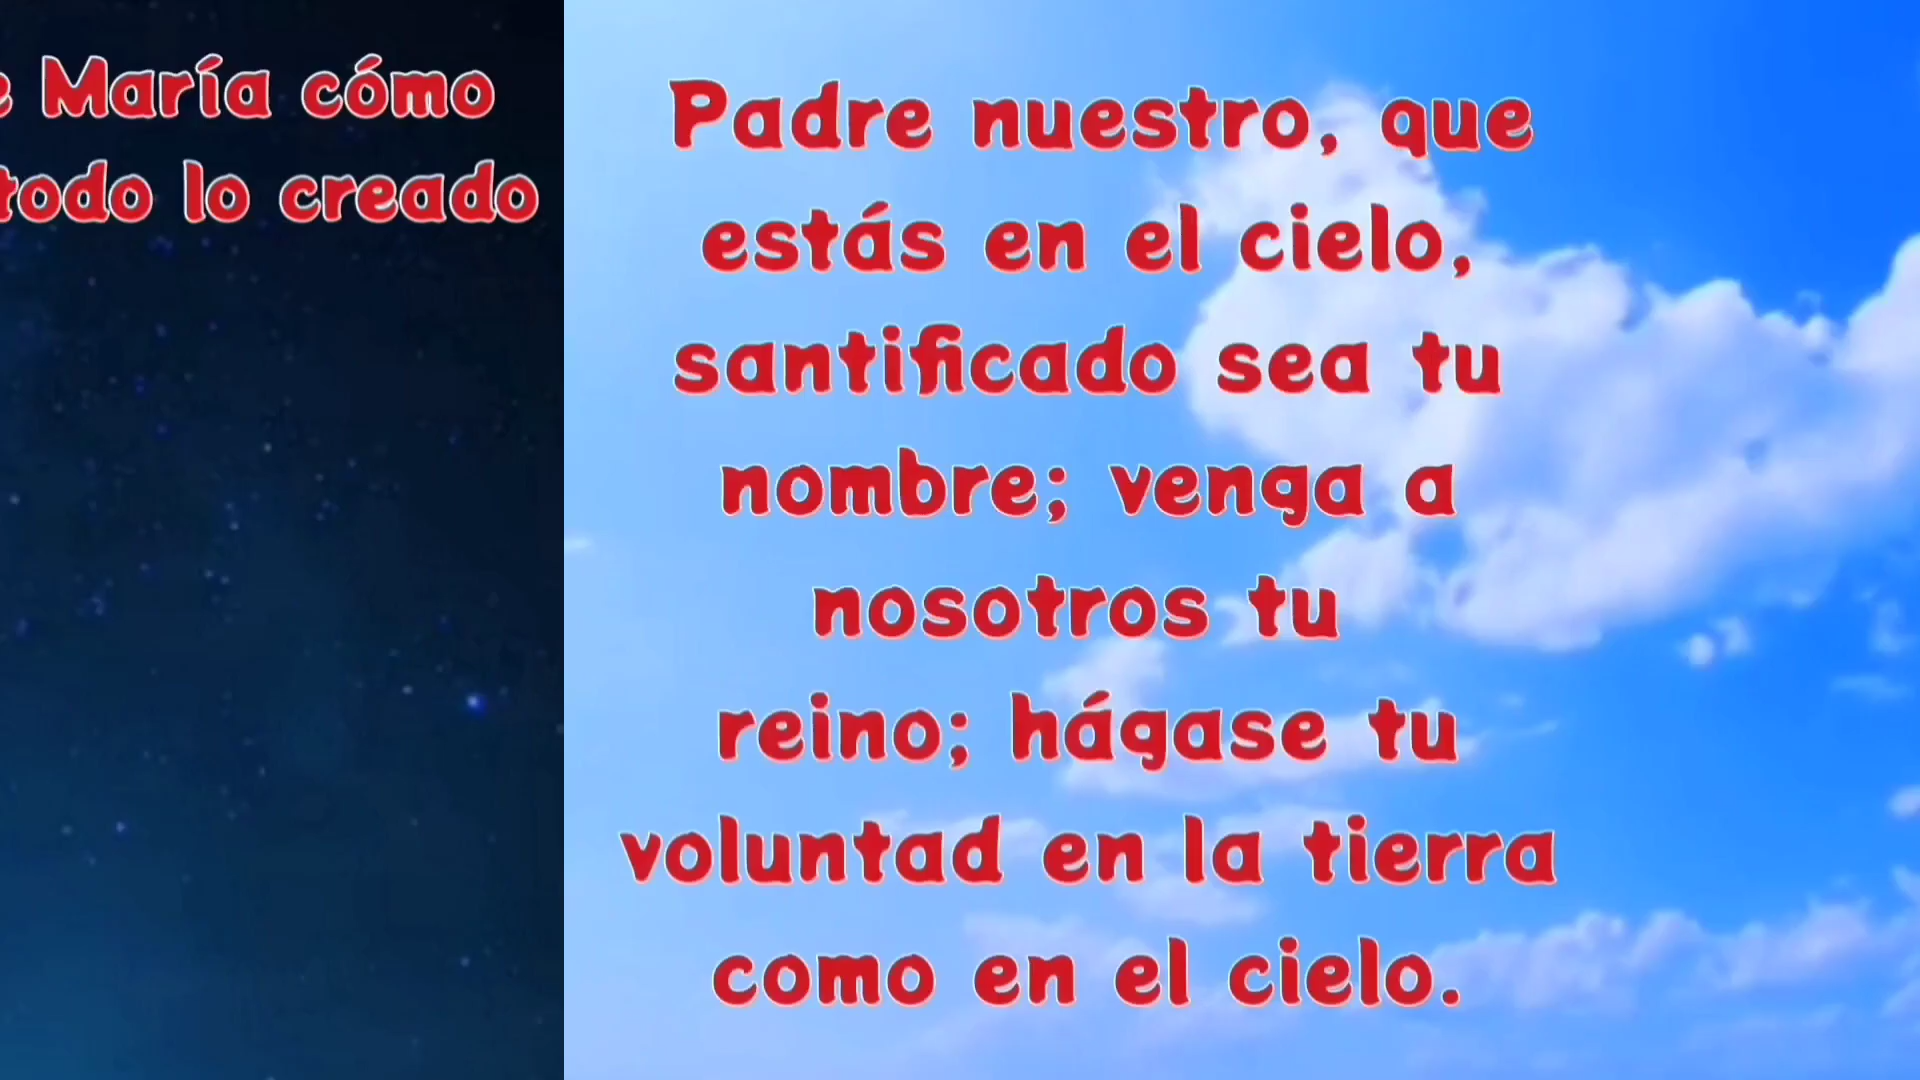 María cómo
todo lo creado
Padre nuestro, que
estás en el cielo,
santificado sea tu
nombre; venga a
nosotros tu
reino; hágase tu
voluntad en la tierra
como en el cielo.